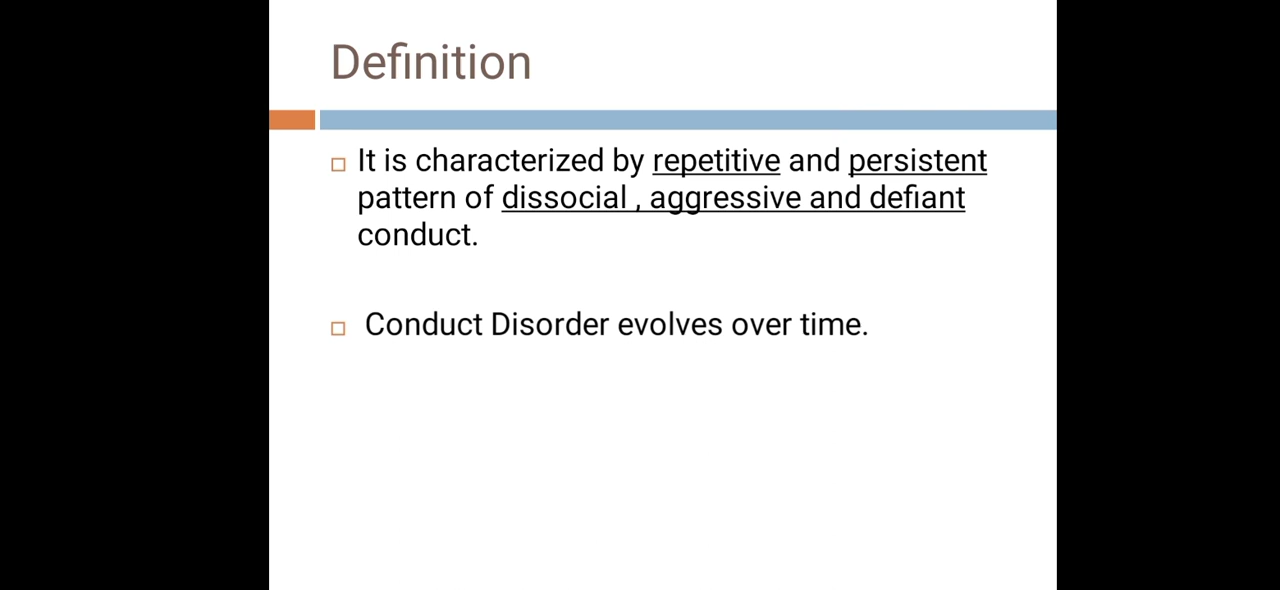 Definition
It is characterized by repetitive and persistent
pattern of dissocial , aggressive and defiant
conduct.
Conduct Disorder evolves over time.